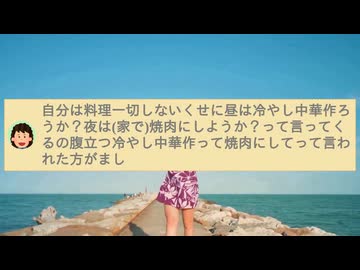 自分は料理一切しないくせに昼は冷やし中華作ろ
うか？夜は(家で)焼肉にしようか？って言ってく
るの腹立つ冷やし中華作って焼肉にしてって言わ
れた方がまし